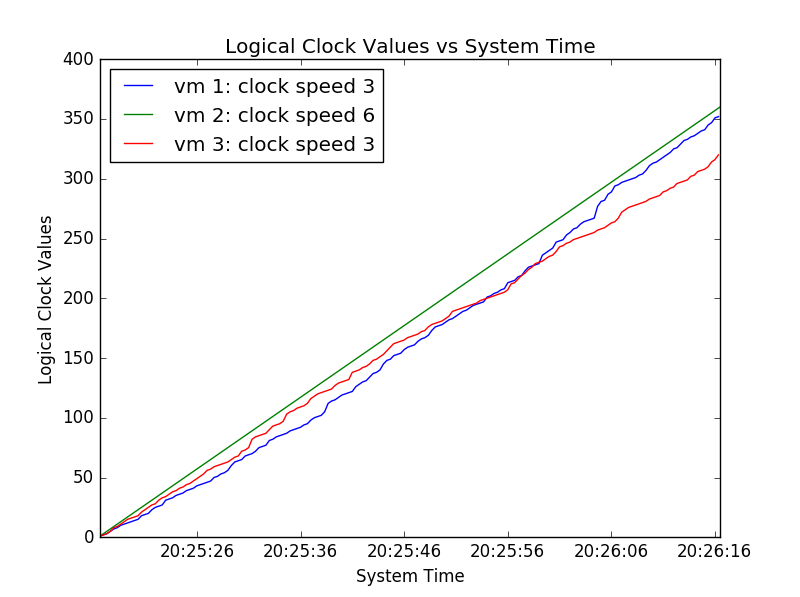 Logical Clock Values vs System Time
400
350
300
250
200
150
100
50
0
Logical Clock Values
vm 1: clock speed 3
vm 2: clock speed 6
vm 3: clock speed 3
20:25:26 20:25:36 20:25:46 20:25:56 20:26:06 20:26:16
System Time